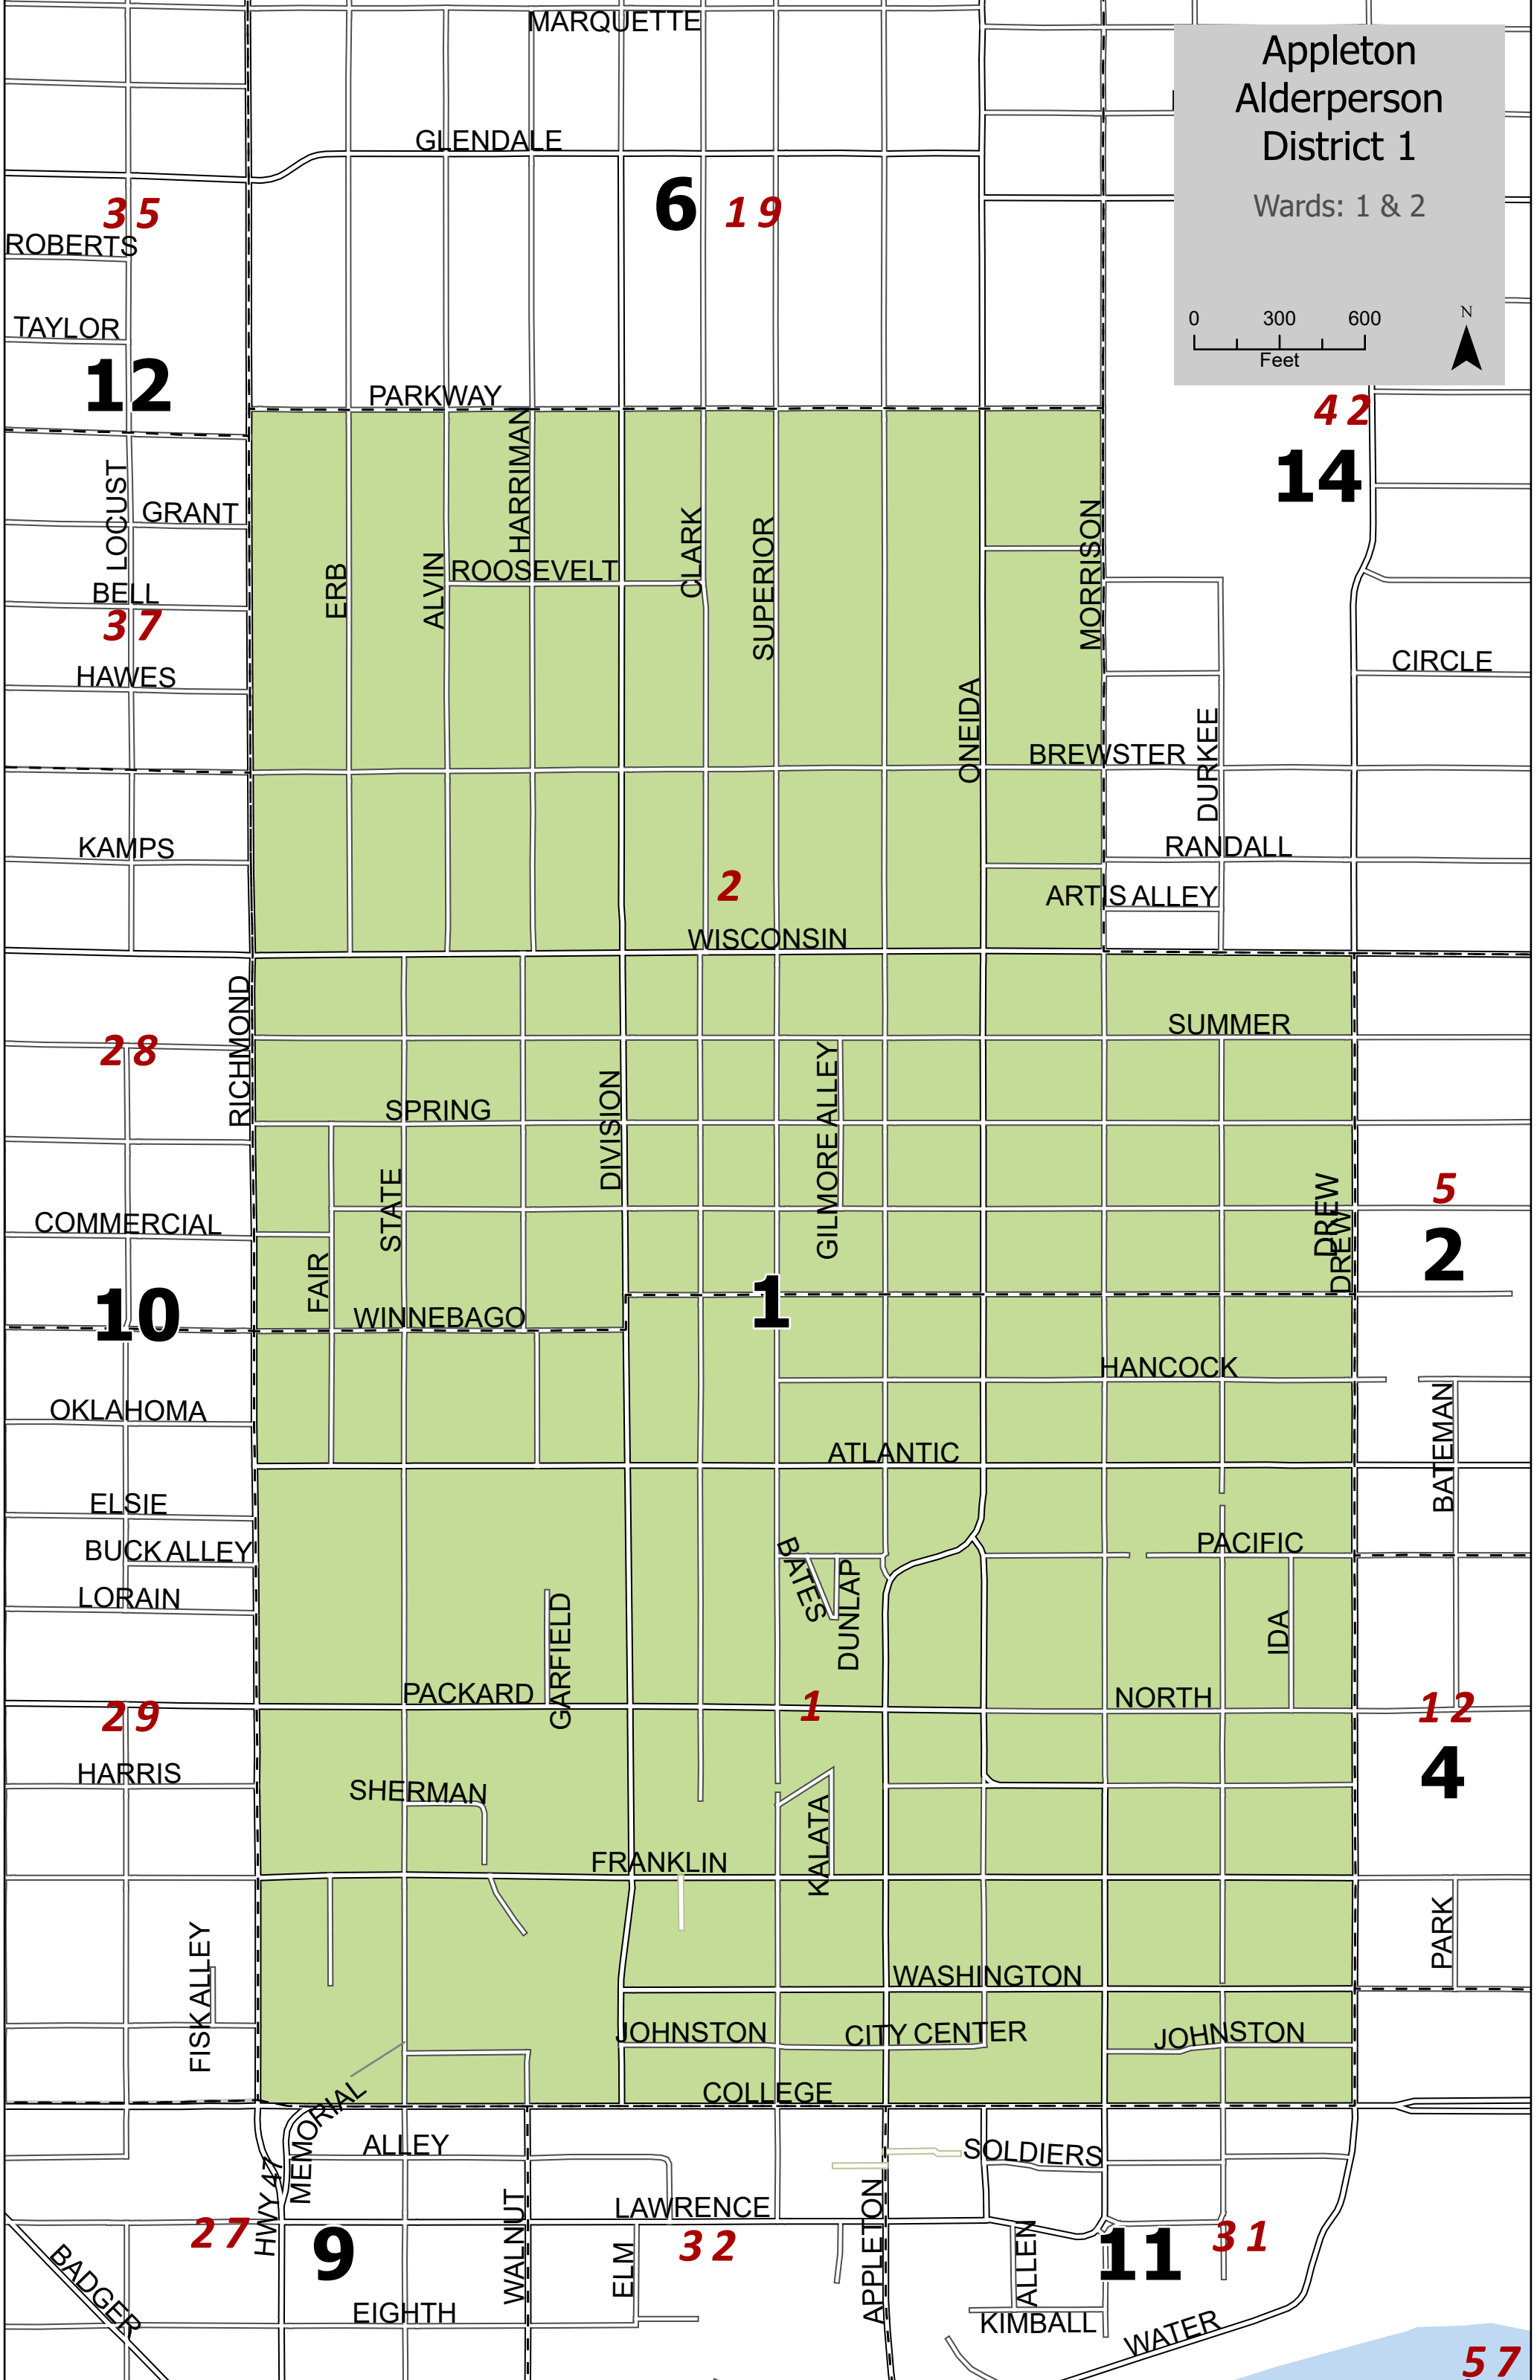 MARQUETTE
Appleton
Alderperson
District 1
Wards: 1 & 2
0 300 600
Feet
N
GLENDALE
35
6 19
ROBERTS
TAYLOR
12
PARKWAY
42
14
HARRIMAN
LOCUST
GRANT
CLARK
SUPERIOR
MORRISON
ERB
ALVIN
ROOSEVELT
BELL
37
HAWES
CIRCLE
ONEIDA
BREWSTER
DURKEE
KAMPS
RANDALL
2
ARTIS ALLEY
WISCONSIN
RICHMOND
SUMMER
28
SPRING
DIVISION
GILMORE ALLEY
STATE
DREW
DREW
5
2
COMMERCIAL
FAIR
10
WINNEBAGO
1
HANCOCK
OKLAHOMA
ATLANTIC
BATEMAN
ELSIE
BUCK ALLEY
PACIFIC
BATES
DUNLAP
LORAIN
GARFIELD
IDA
PACKARD
NORTH
29
1
12
4
HARRIS
SHERMAN
KALATA
FRANKLIN
FISK ALLEY
PARK
WASHINGTON
JOHNSTON
CITY CENTER
JOHNSTON
COLLEGE
MEMORIAL
ALLEY
SOLDIERS
HWY 47
LAWRENCE
27
9
WALNUT
32
APPLETON
11
31
ELM
ALLEN
BADGER
EIGHTH
KIMBALL
WATER
57